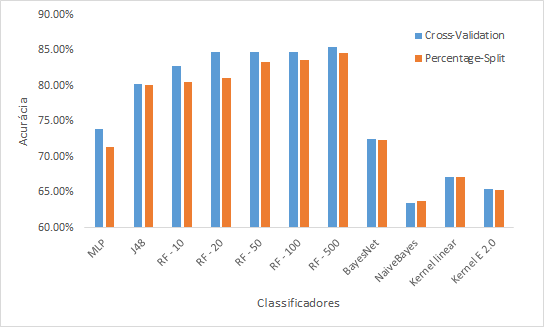 90.00%
85.00%
80.00%
75.00%
70.00%
65.00%
60.00%
Acurácia
Cross-Validation
Percentage-Split
MLP
J48
RF - 10
RF - 20
RF - 50
RF - 100
RF - 500
BayesNet
NaiveBayes
Kernel linear
Kernel E 2.0
Classificadores